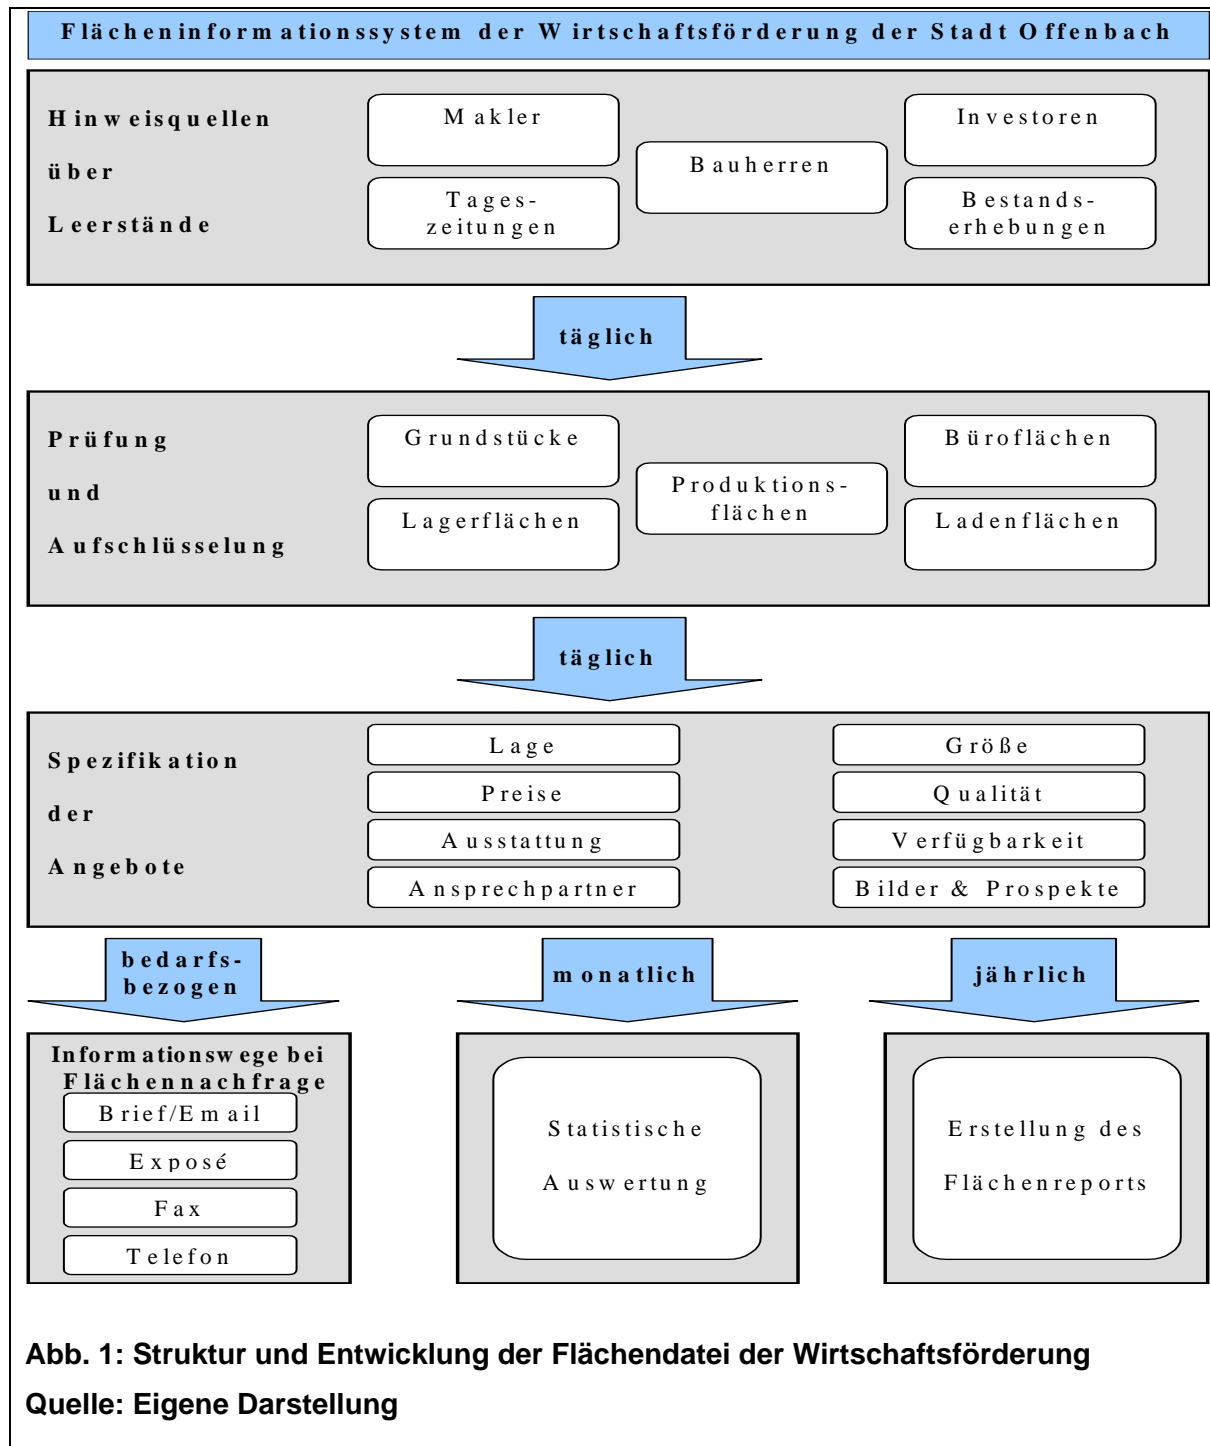 Flächeninformationssystem der Wirtschaftsförderung der Stadt Offenbach
Hinweisquellen
über
Leerstände
Makler
Investoren
Bauherren
Tages-
zeitungen
Bestands-
erhebungen
täglich
Prüfung
und
Aufschlüsselung
Grundstücke
Büroflächen
Produktions-
flächen
Lagerflächen
Ladenflächen
täglich
Spezifikation
der
Angebote
Lage
Größe
Preise
Qualität
Ausstattung
Verfügbarkeit
Ansprechpartner
Bilder & Prospekte
bedarfs-
bezogen
monatlich
jährlich
Informationswege bei
Flächennachfrage
Brief/Email
Exposé
Fax
Telefon
Statistische
Auswertung
Erstellung des
Flächenreports
Abb. 1: Struktur und Entwicklung der Flächendatei der Wirtschaftsförderung
Quelle: Eigene Darstellung